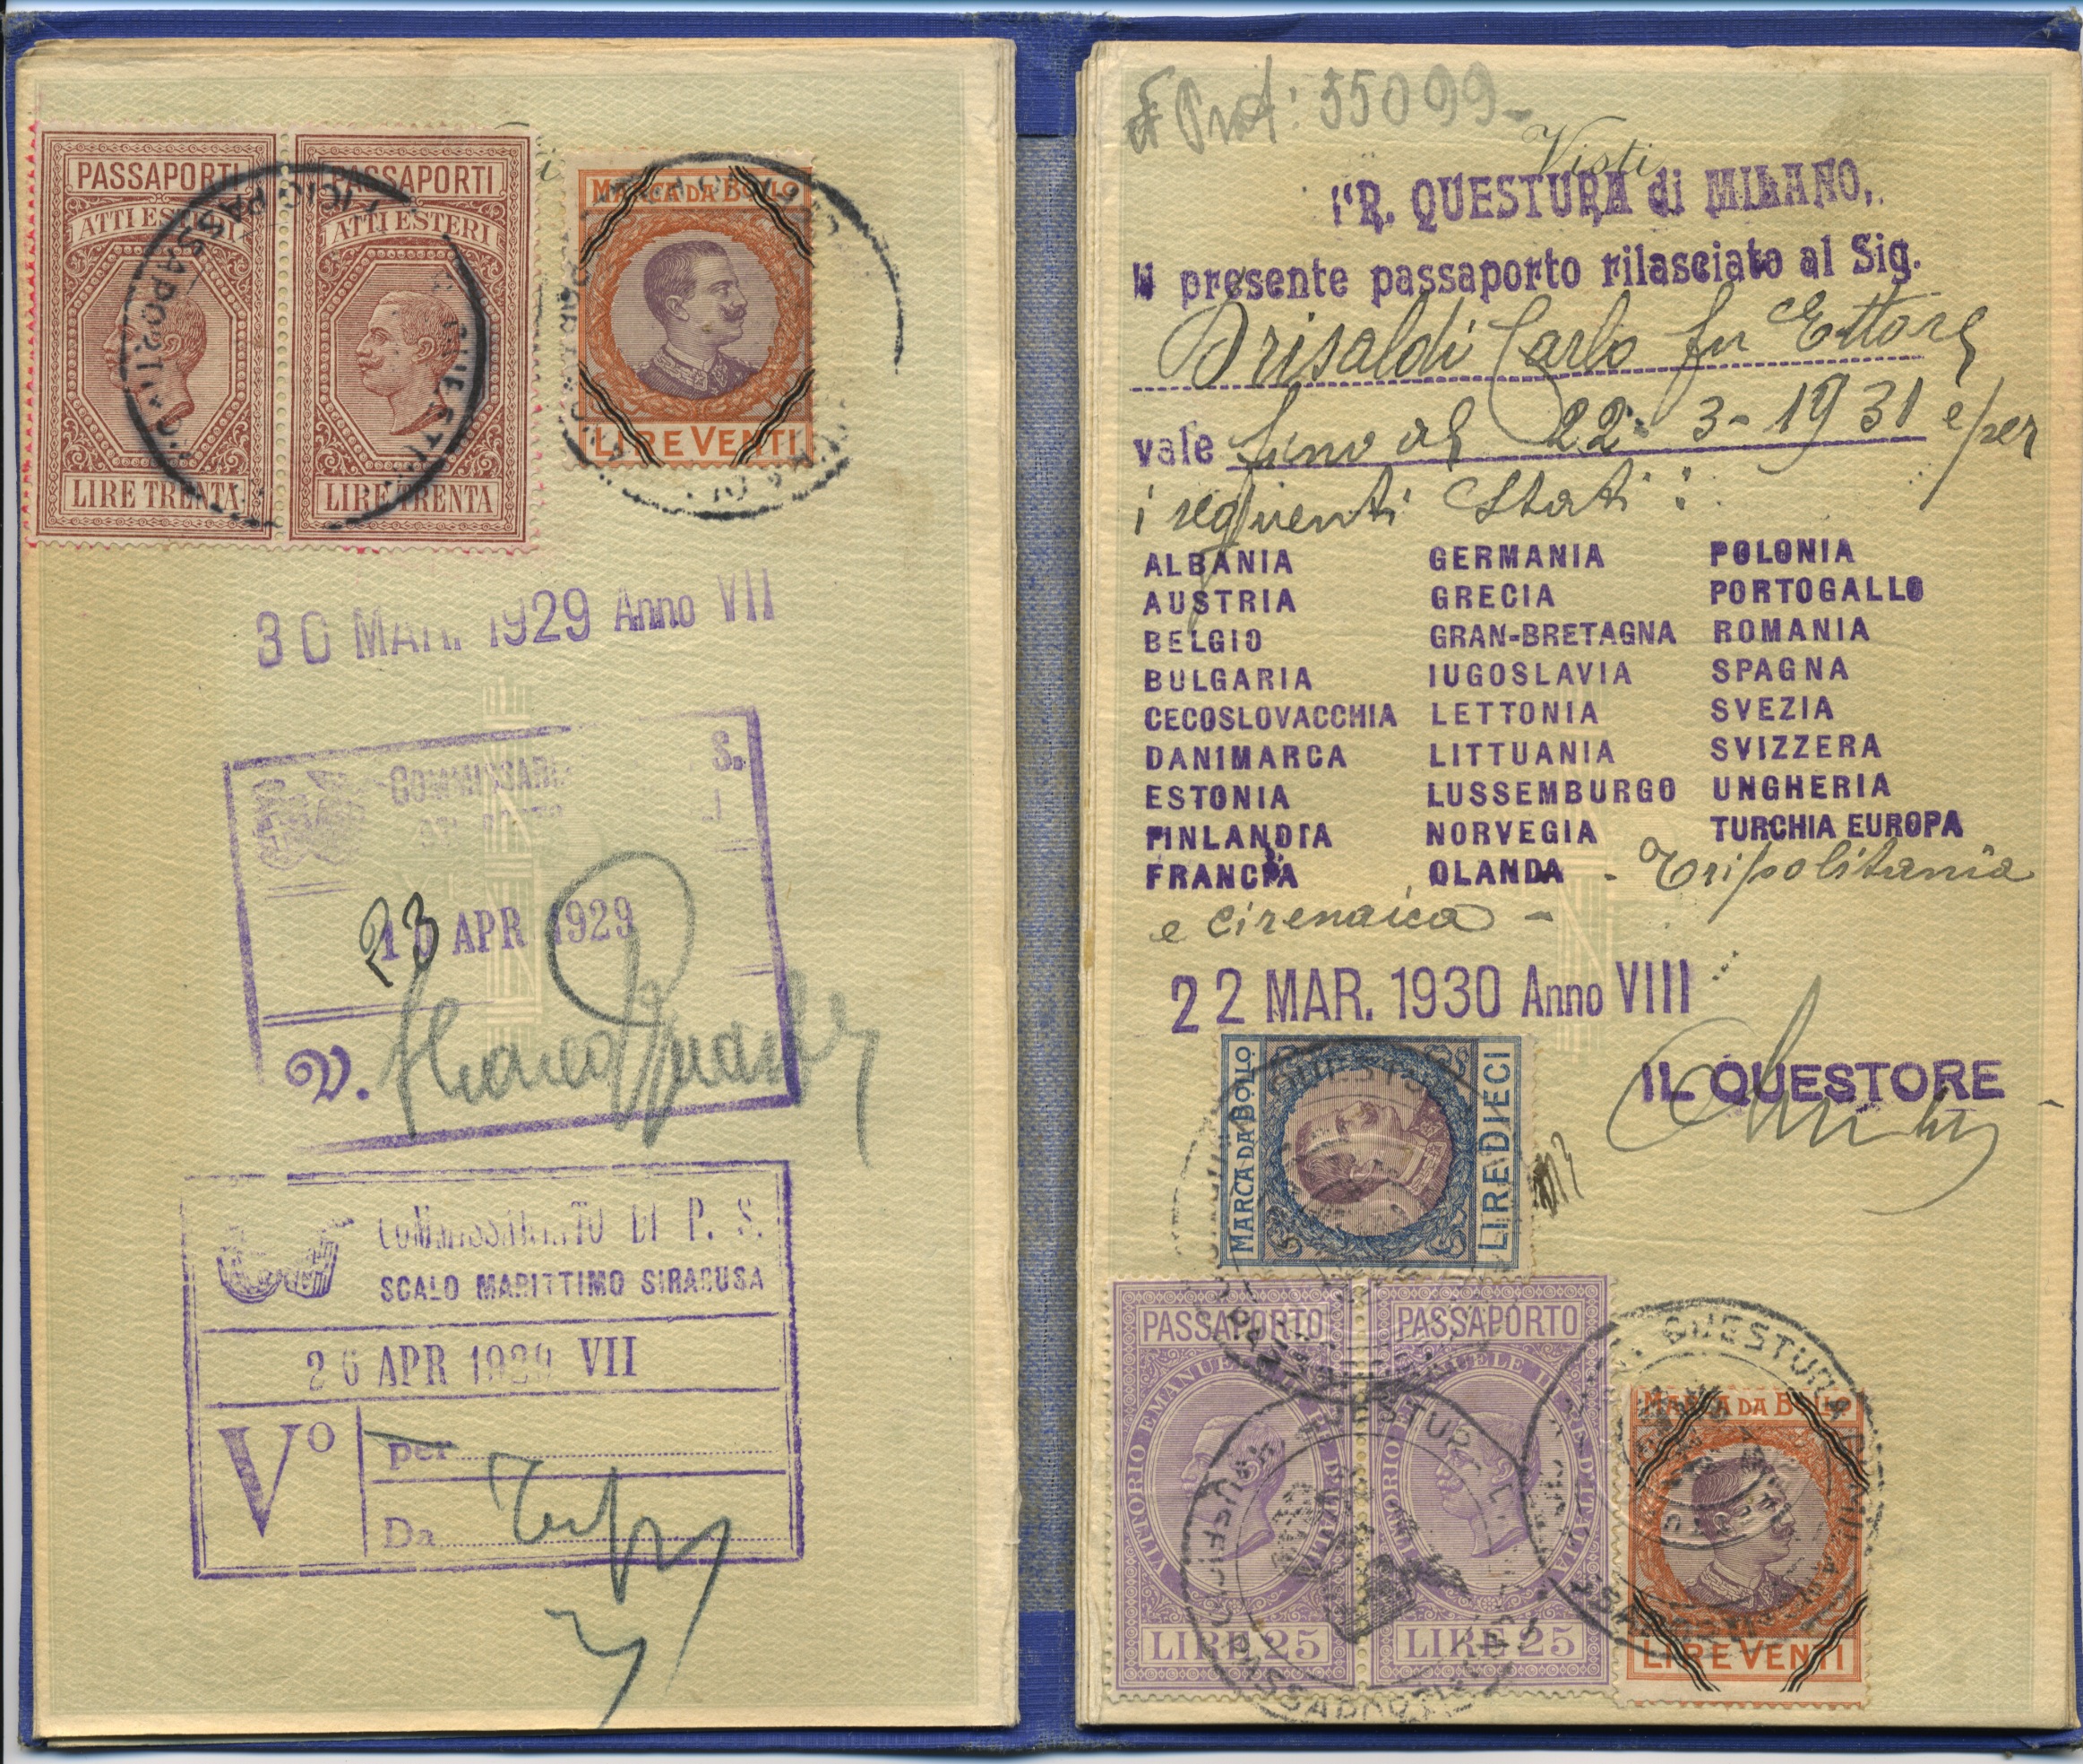 PASSAPORTI
ATTI ESTERI
LIRE TRENTA
PASSAPORTI
ATTI ESTERI
LIRE TRENTA
MARCA DA BOLLO
LIRE VENTI
30 MAR. 1929 Anno VII
COMMISSARI S.
APR 1929
V.
COMMISSARIATO DI P. S.
SCALO MARITTIMO SIRACUSA
26 APR 1929 VII
Vº
per
Da
Prot: 55099-
Visti
"R. QUESTURA di MILANO,
Il presente passaporto rilasciato al Sig.
Brisaldi Carlo fu Ettore
vale fino al 22-3-1931 e per
i seguenti Stati:
ALBANIA GERMANIA POLONIA
AUSTRIA GRECIA PORTOGALLO
BELGIO GRAN-BRETAGNA ROMANIA
BULGARIA IUGOSLAVIA SPAGNA
CECOSLOVACCHIA LETTONIA SVEZIA
DANIMARCA LITTUANIA SVIZZERA
ESTONIA LUSSEMBURGO UNGHERIA
FINLANDIA NORVEGIA TURCHIA EUROPA
FRANCIA OLANDA - Tripolitania
e cirenaica -
22 MAR. 1930 Anno VIII
IL QUESTORE
MARCA DA BOLLO
LIRE DIECI
PASSAPORTO
LIRE 25
PASSAPORTO
LIRE 25
MARCA DA BOLLO
LIRE VENTI